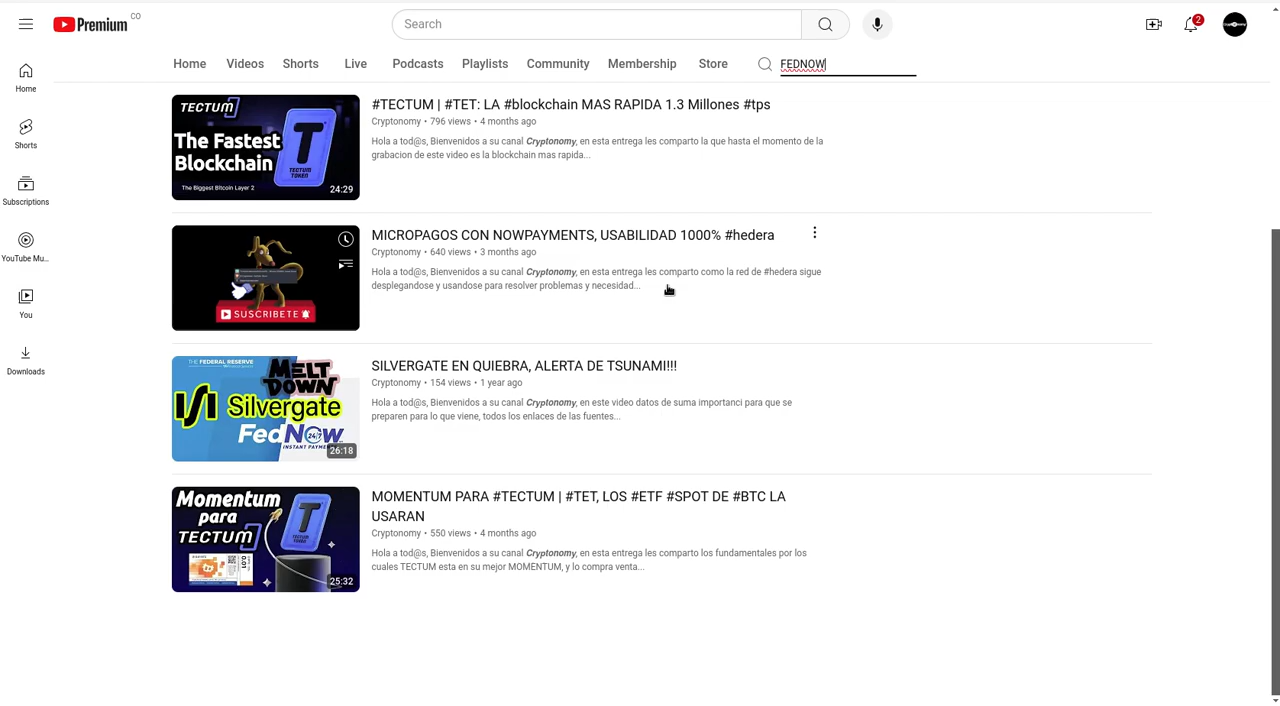 Premium CO
Search
2
Home Videos Shorts Live Podcasts Playlists Community Membership Store FEDNOW
Home
Shorts
Subscriptions
YouTube Mu...
You
Downloads
TECTUM
The Fastest
Blockchain
TECTUM
TOKEN
The Biggest Bitcoin Layer 2
24:29
#TECTUM | #TET: LA #blockchain MAS RAPIDA 1.3 Millones #tps
Cryptonomy • 796 views • 4 months ago
Hola a tod@s, Bienvenidos a su canal Cryptonomy, en esta entrega les comparto la que hasta el momento de la
grabacion de este video es la blockchain mas rapida...
SUSCRIBETE
MICROPAGOS CON NOWPAYMENTS, USABILIDAD 1000% #hedera
Cryptonomy • 640 views • 3 months ago
Hola a tod@s, Bienvenidos a su canal Cryptonomy, en esta entrega les comparto como la red de #hedera sigue
desplegandose y usandose para resolver problemas y necesidad...
THE FEDERAL RESERVE
MELT
DOWN
Silvergate
FedNow
24/7
INSTANT PAYME
26:18
SILVERGATE EN QUIEBRA, ALERTA DE TSUNAMI!!!
Cryptonomy • 154 views • 1 year ago
Hola a tod@s, Bienvenidos a su canal Cryptonomy, en este video datos de suma importanci para que se
preparen para lo que viene, todos los enlaces de las fuentes...
Momentum
para
TECTUM
25:32
MOMENTUM PARA #TECTUM | #TET, LOS #ETF #SPOT DE #BTC LA
USARAN
Cryptonomy • 550 views • 4 months ago
Hola a tod@s, Bienvenidos a su canal Cryptonomy, en esta entrega les comparto los fundamentales por los
cuales TECTUM esta en su mejor MOMENTUM, y lo compra venta...